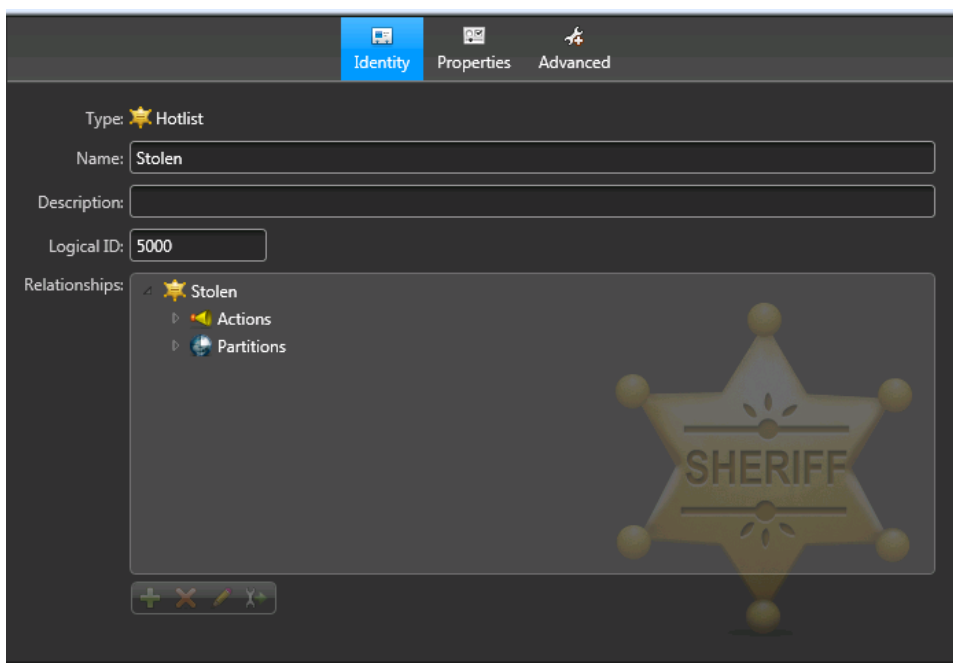 Identity Properties Advanced
Type: Hotlist
Name: Stolen
Description:
Logical ID: 5000
Relationships: Stolen
Actions
Partitions
SHERIFF